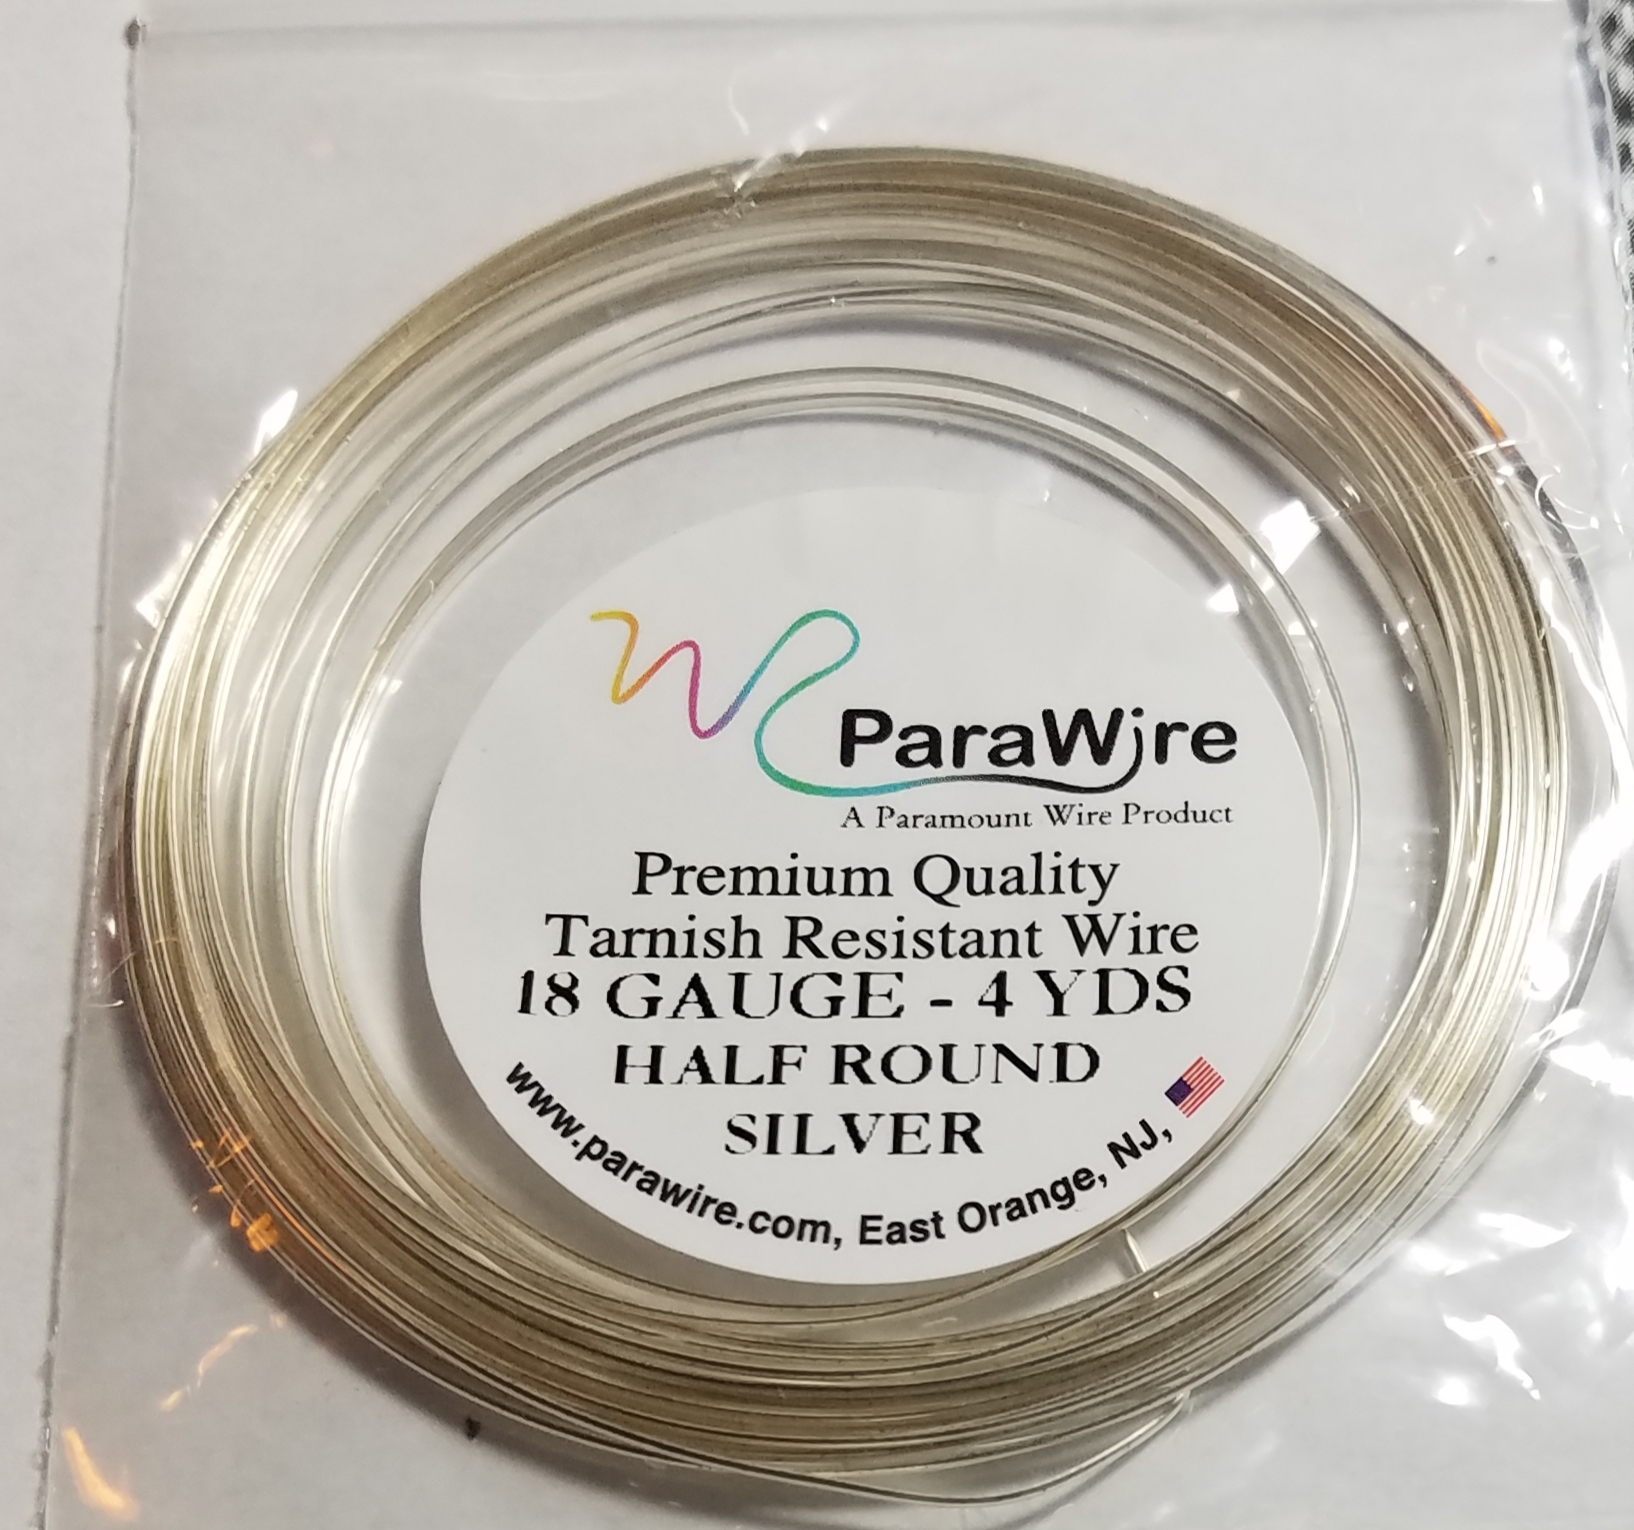 ParaWire
A Paramount Wire Product
Premium Quality
Tarnish Resistant Wire
18 GAUGE - 4 YDS
HALF ROUND
SILVER
www.parawire.com, East Orange, NJ,